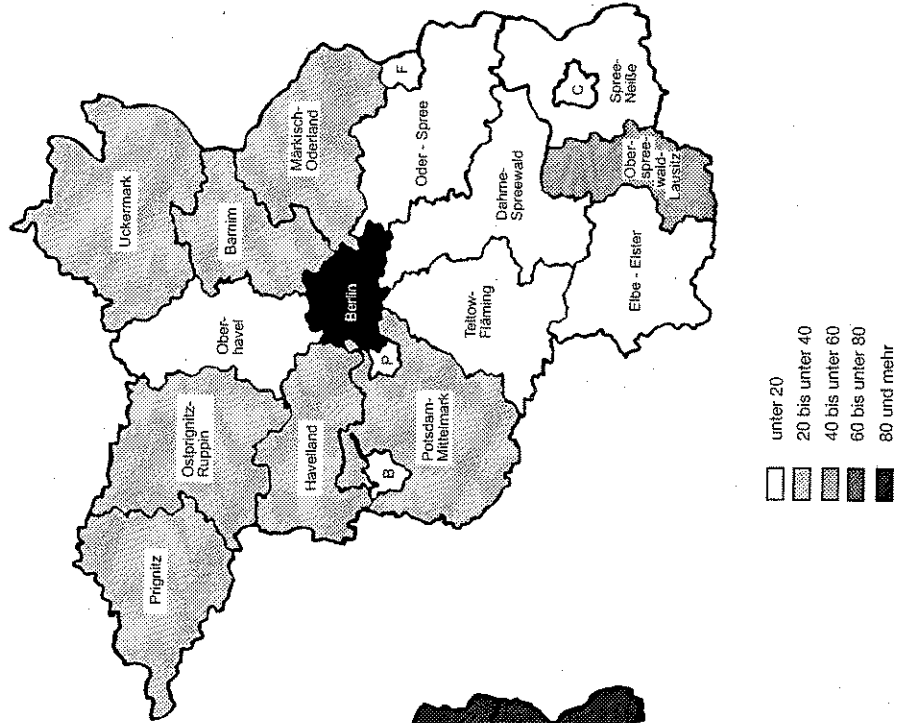 Prignitz
Ostprignitz-
Ruppin
Ober-
havel
Uckermark
Barnim
Märkisch-
Oderland
Havelland
Berlin
B
P
Potsdam-
Mittelmark
Teltow-
Fläming
Dahme-
Spreewald
Oder - Spree
F
Elbe - Elster
Ober-
spree-
wald-
Lausitz
C
Spree-
Neiße
unter 20
20 bis unter 40
40 bis unter 60
60 bis unter 80
80 und mehr